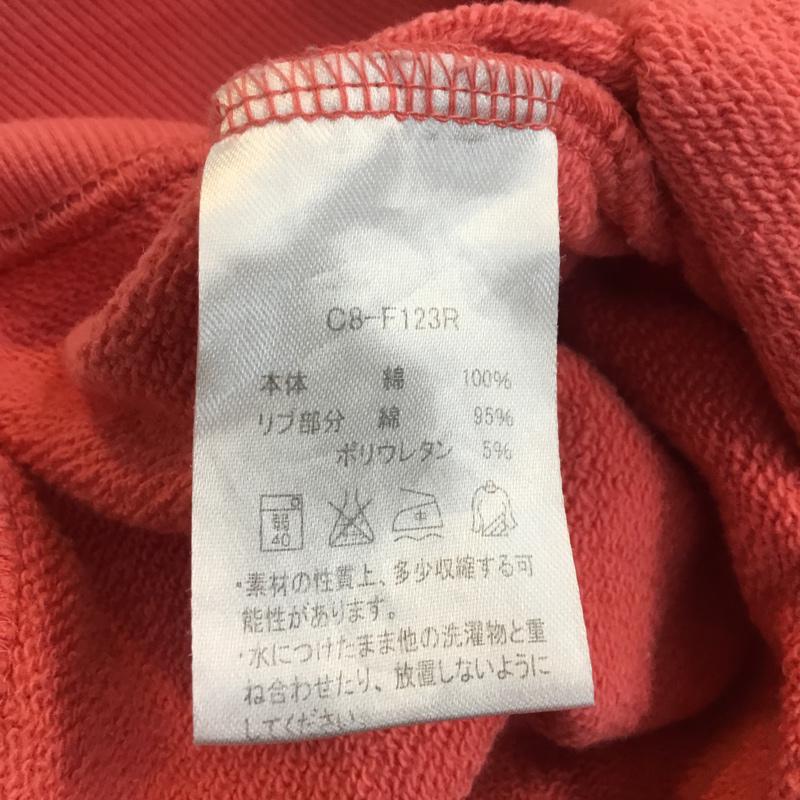 C8-F123R
本体 綿 100%
リブ部分 綿 95%
ポリウレタン 5%
弱
40
中
・素材の性質上、多少収縮する可
能性があります。
・水につけたまま他の洗濯物と重
ね合わせたり、放置しないように
してください。